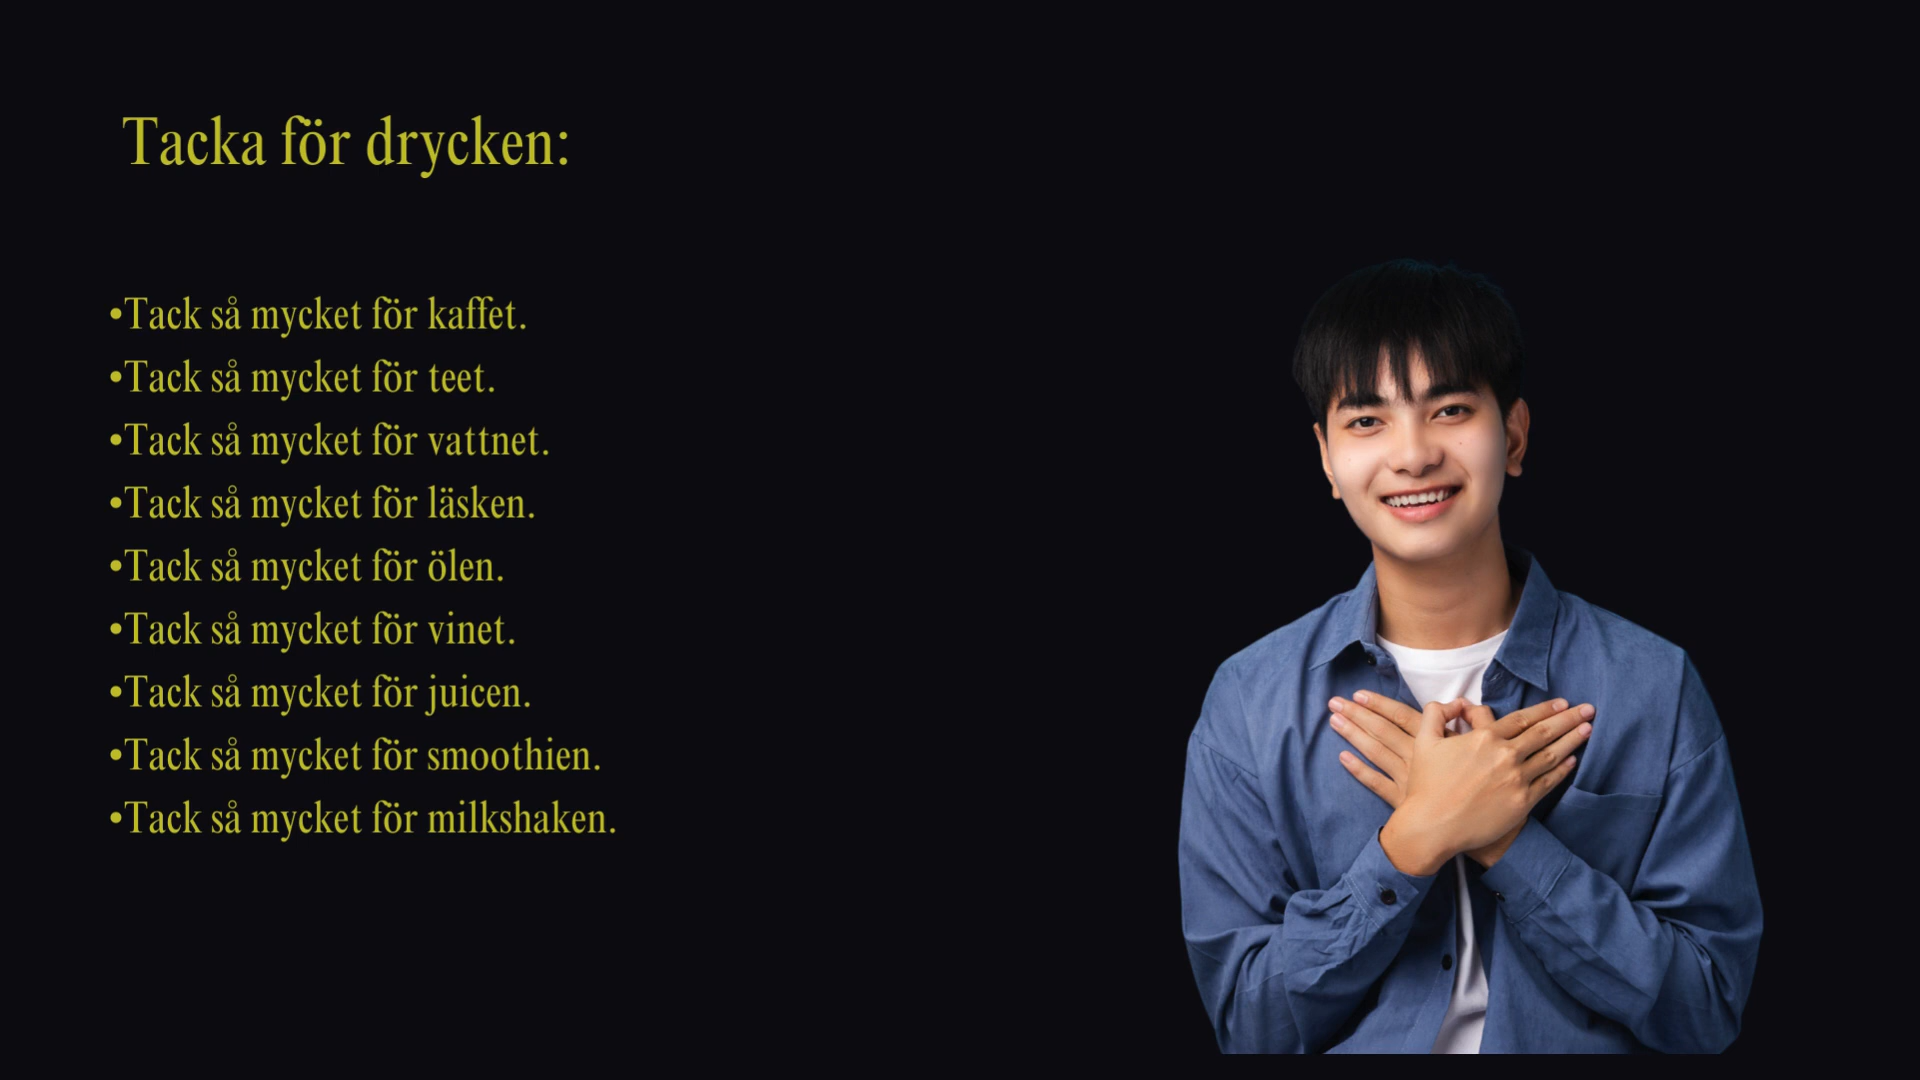 Tacka för drycken:
•Tack så mycket för kaffet.
•Tack så mycket för teet.
•Tack så mycket för vattnet.
•Tack så mycket för läsken.
•Tack så mycket för ölen.
•Tack så mycket för vinet.
•Tack så mycket för juicen.
•Tack så mycket för smoothien.
•Tack så mycket för milkshaken.